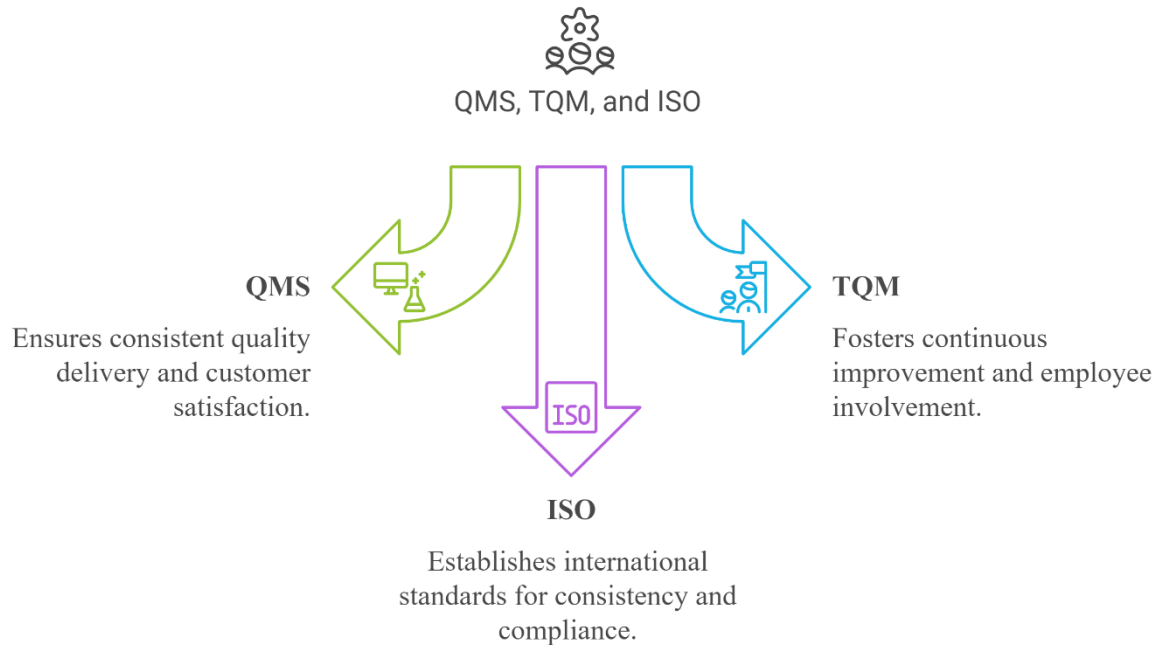 QMS, TQM, and ISO
QMS
Ensures consistent quality
delivery and customer
satisfaction.
TQM
Fosters continuous
improvement and employee
involvement.
ISO
ISO
Establishes international
standards for consistency and
compliance.